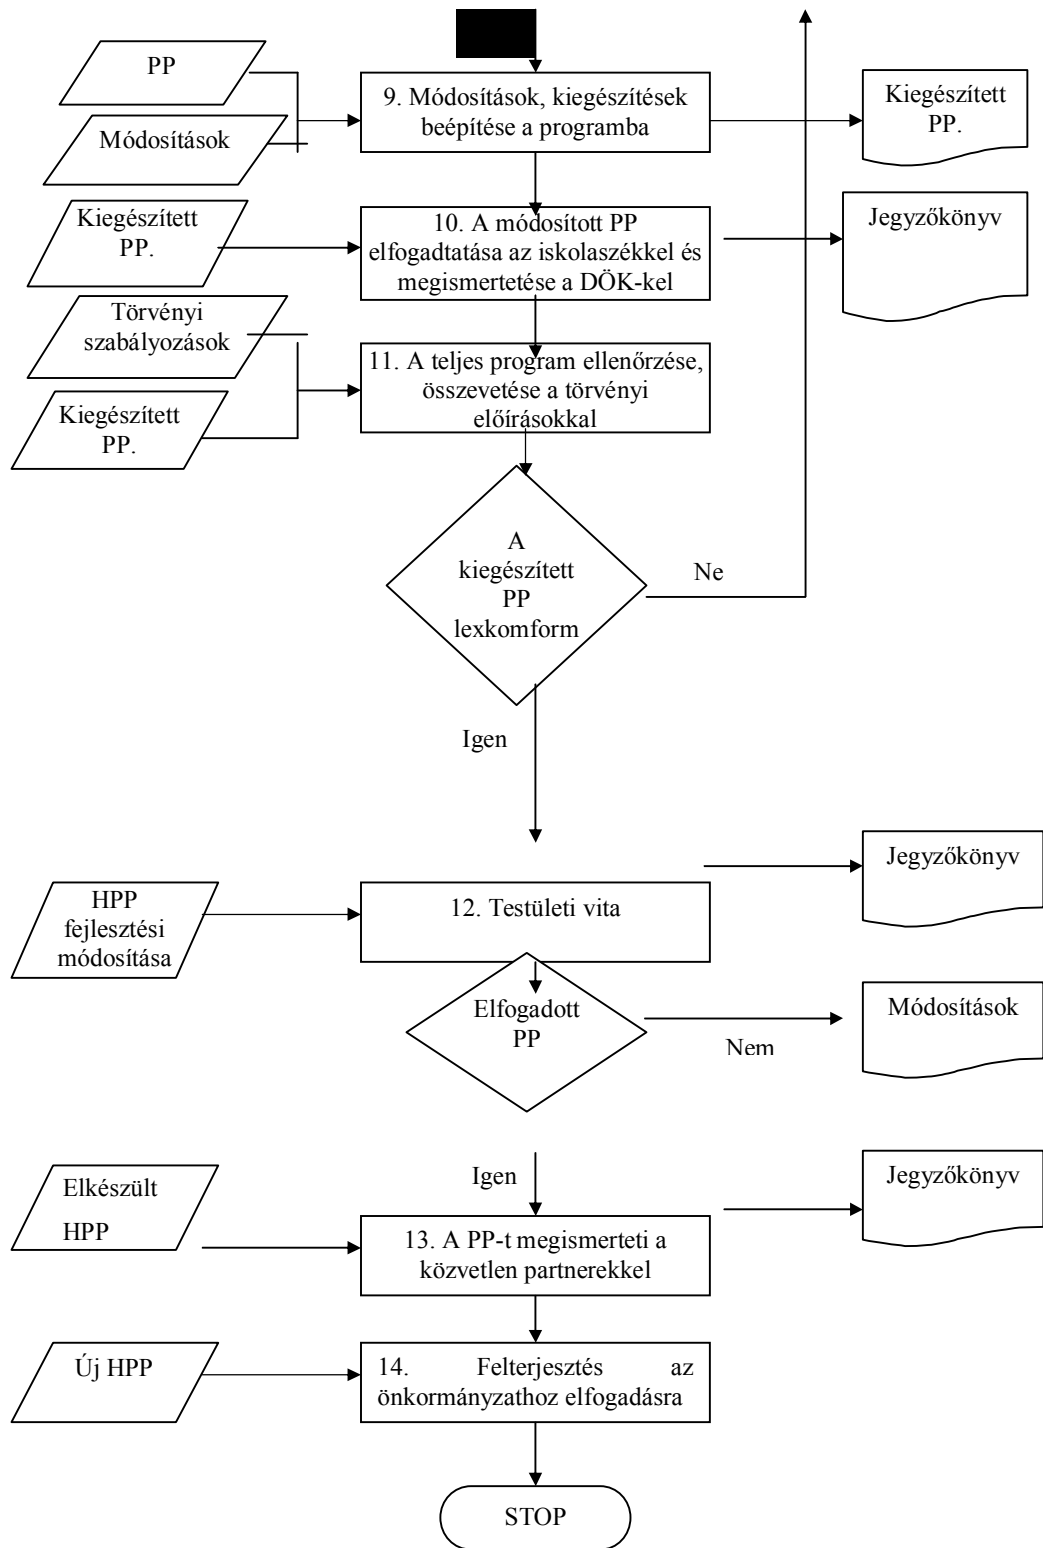 PP
9. Módosítások, kiegészítések
beépítése a programba
Kiegészített
PP.
Módosítások
Kiegészített
PP.
10. A módosított PP
elfogadtatása az iskolaszékkel és
megismertetése a DÖK-kel
Jegyzőkönyv
Törvényi
szabályozások
11. A teljes program ellenőrzése,
összevetése a törvényi
előírásokkal
Kiegészített
PP.
A
kiegészített
PP
lexkomform
Ne
Igen
Jegyzőkönyv
HPP
fejlesztési
módosítása
12. Testületi vita
Elfogadott
PP
Nem
Módosítások
Igen
Elkészült
HPP
Jegyzőkönyv
13. A PP-t megismerteti a
közvetlen partnerekkel
Új HPP
14. Felterjesztés az
önkormányzathoz elfogadásra
STOP